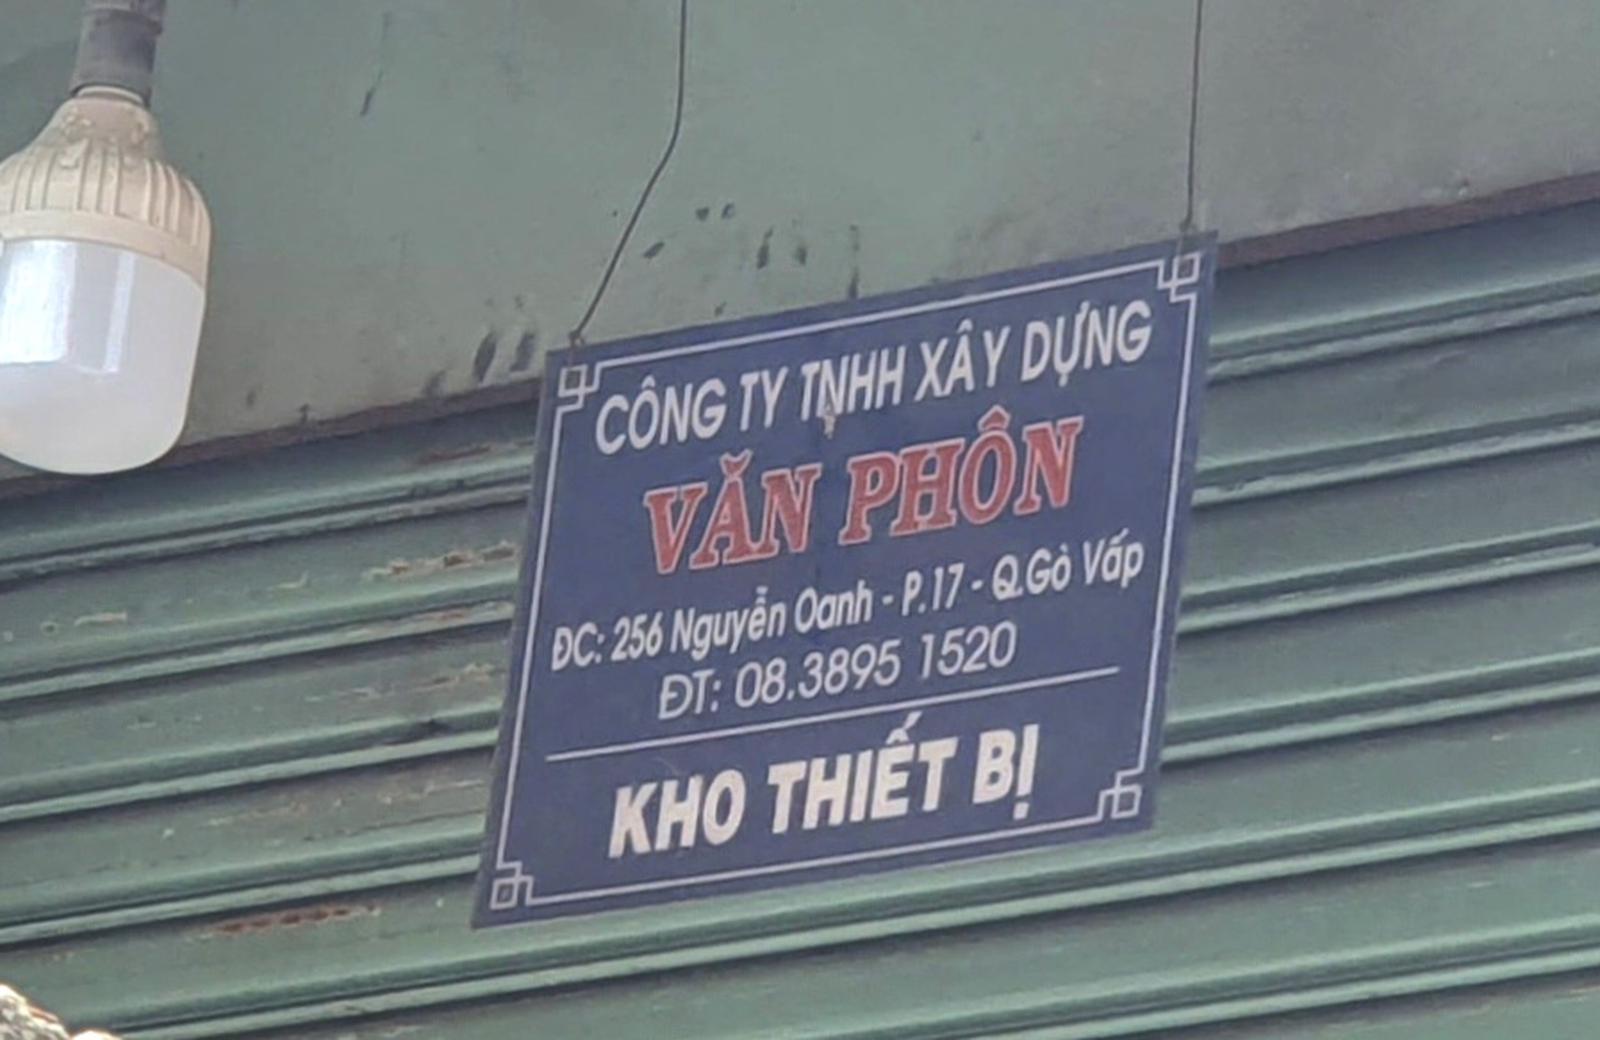 CÔNG TY TNHH XÂY DỰNG
VĂN PHÔN
ĐC: 256 Nguyễn Oanh - P.17 - Q.Gò Vấp
ĐT: 08.3895 1520
KHO THIẾT BỊ